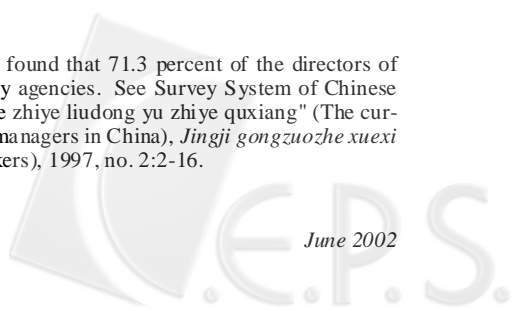 found that 71.3 percent of the directors of
y agencies. See Survey System of Chinese
e zhiye liudong yu zhiye quxiang" (The cur-
managers in China), Jingji gongzuozhe xuexi
kers), 1997, no. 2:2-16.
June 2002
C.E.P.S.